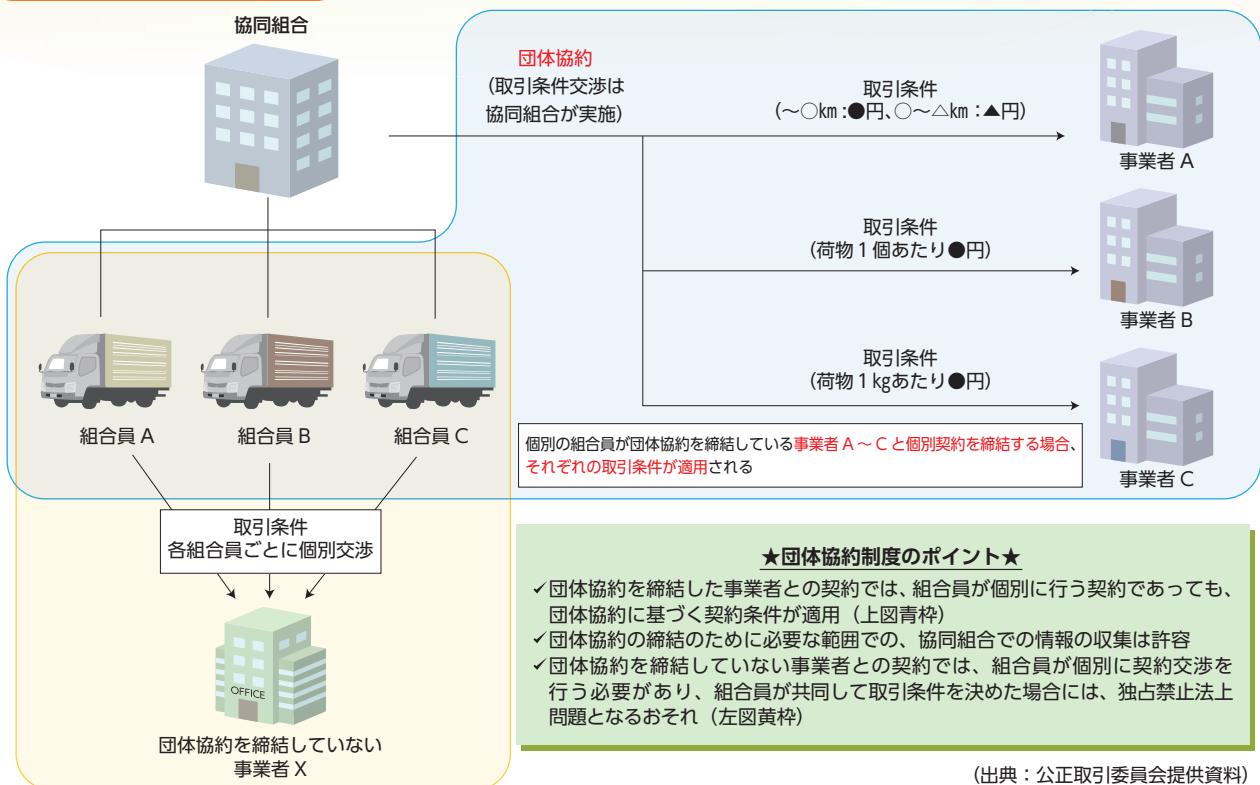 協同組合
団体協約
(取引条件交渉は
協同組合が実施)
取引条件
(～○km:●円、○～△km:▲円)
事業者 A
取引条件
(荷物1個あたり●円)
事業者 B
取引条件
(荷物1kgあたり●円)
事業者 C
組合員 A
組合員 B
組合員 C
個別の組合員が団体協約を締結している事業者 A～C と個別契約を締結する場合、
それぞれの取引条件が適用される
取引条件
各組合員ごとに個別交渉
OFFICE
団体協約を締結していない
事業者 X
★団体協約制度のポイント★
✓団体協約を締結した事業者との契約では、組合員が個別に行う契約であっても、
団体協約に基づく契約条件が適用(上図青枠)
✓団体協約の締結のために必要な範囲での、協同組合での情報の収集は許容
✓団体協約を締結していない事業者との契約では、組合員が個別に契約交渉を
行う必要があり、組合員が共同して取引条件を決めた場合には、独占禁止法上
問題となるおそれ(左図黄枠)
(出典:公正取引委員会提供資料)